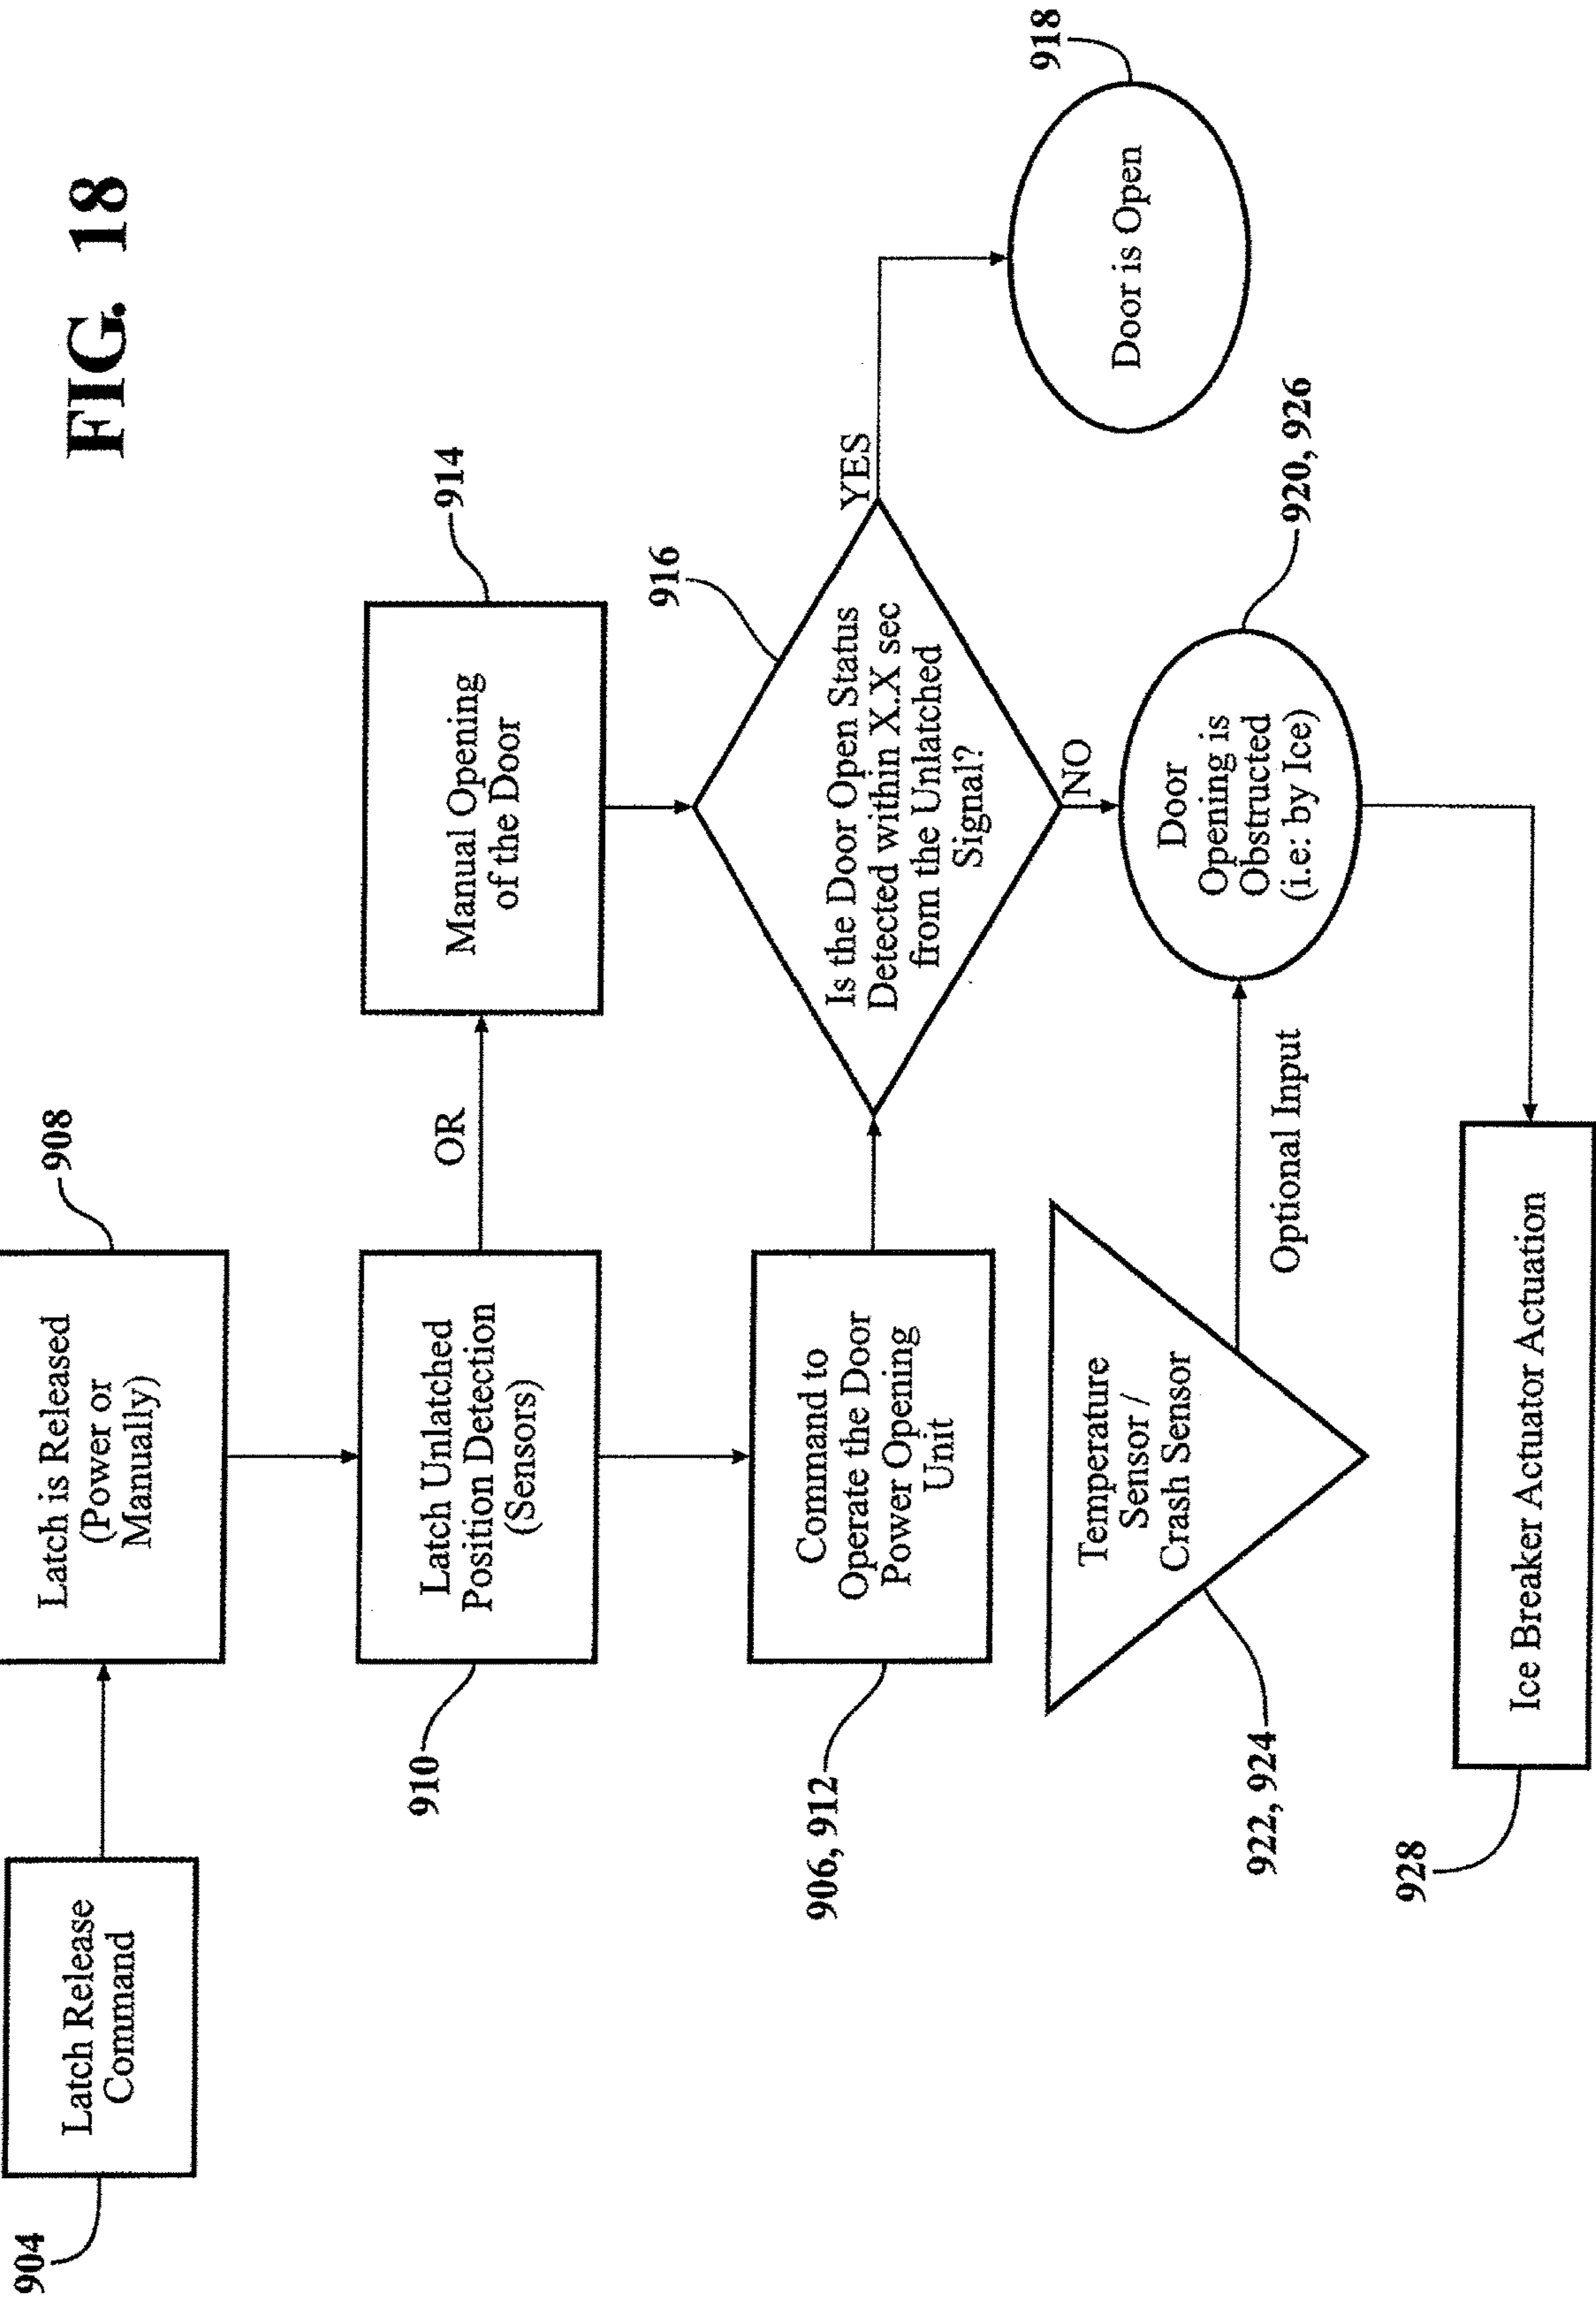 FIG. 18
904
Latch Release
Command
908
Latch is Released
(Power or
Manually)
910
Latch Unlatched
Position Detection
(Sensors)
OR
914
Manual Opening
of the Door
906, 912
Command to
Operate the Door
Power Opening
Unit
916
Is the Door Open Status
Detected within X.X sec
from the Unlatched
Signal?
YES
918
Door is Open
NO
922, 924
Temperature
Sensor /
Crash Sensor
Optional Input
920, 926
Door
Opening is
Obstructed
(i.e: by Ice)
928
Ice Breaker Actuator Actuation